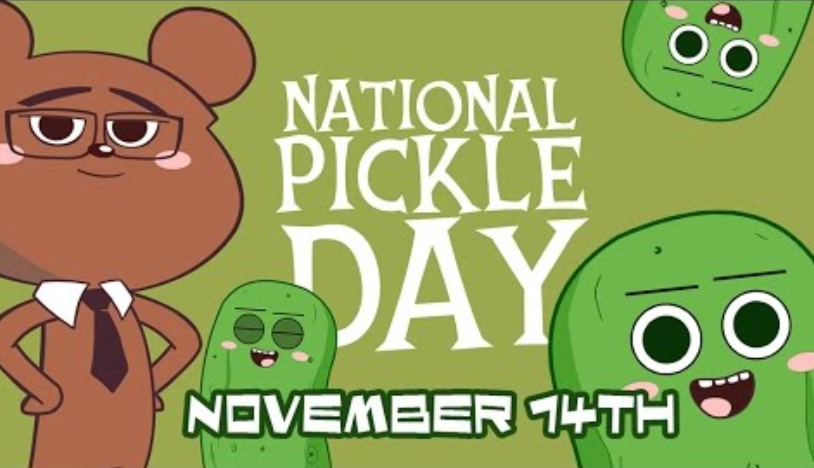 NATIONAL
PICKLE
DAY
NOVEMBER 14TH